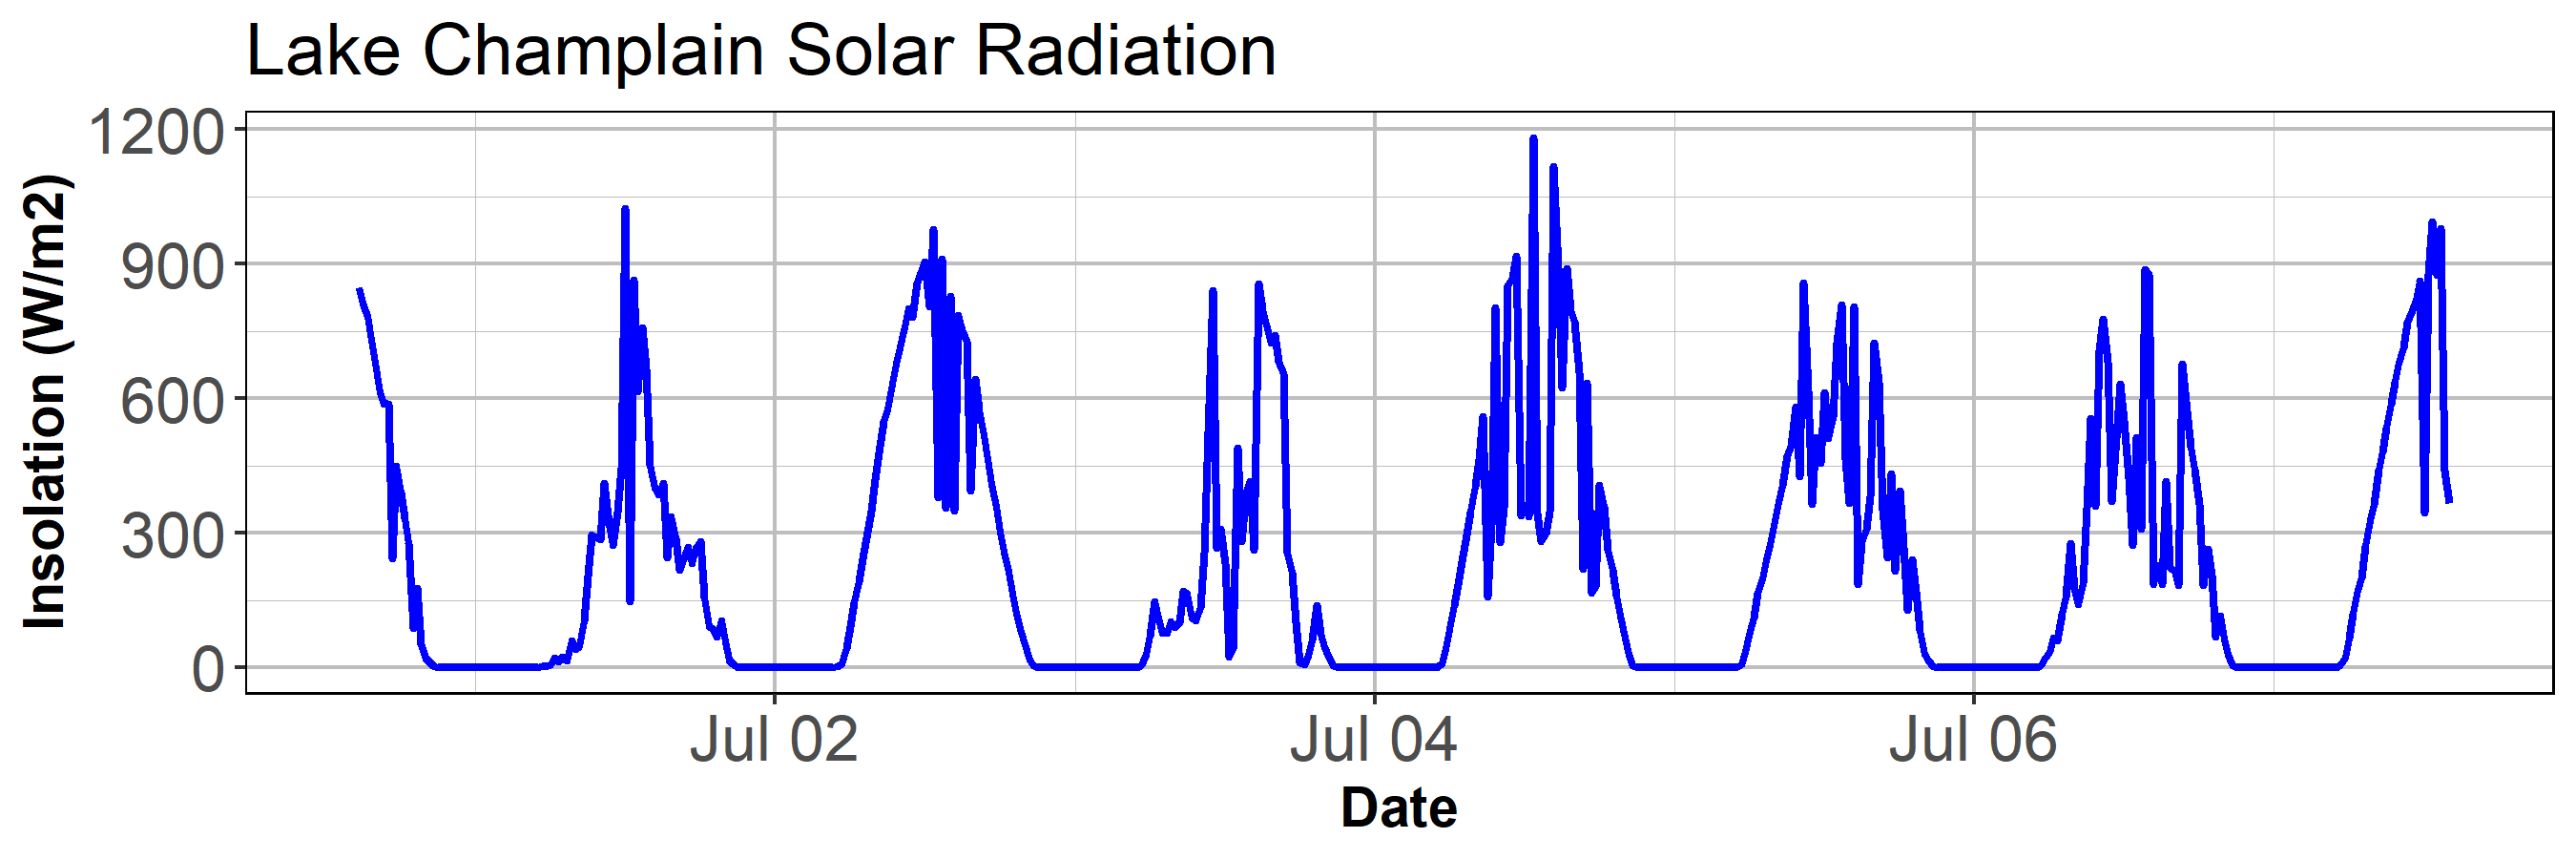 Lake Champlain Solar Radiation
Insolation (W/m2)
1200
900
600
300
0
Jul 02 Jul 04 Jul 06
Date